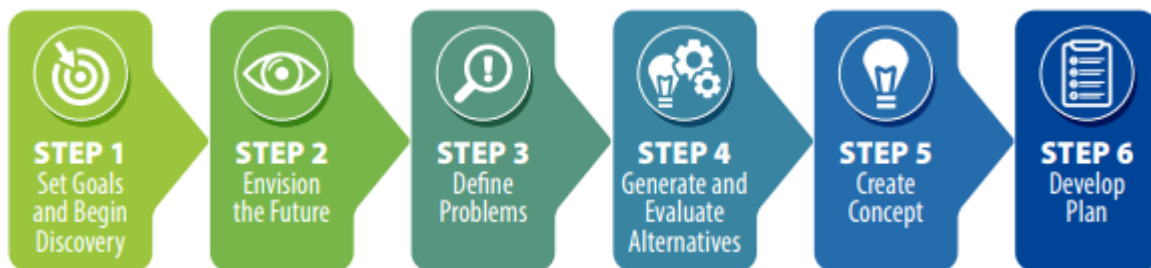 STEP 1
Set Goals
and Begin
Discovery
STEP 2
Envision
the Future
STEP 3
Define
Problems
STEP 4
Generate and
Evaluate
Alternatives
STEP 5
Create
Concept
STEP 6
Develop
Plan